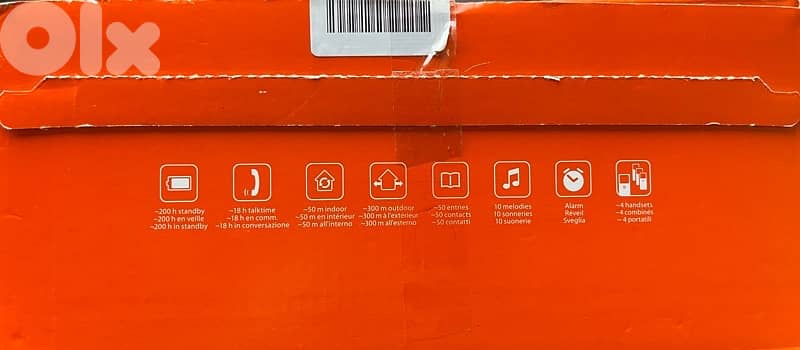 OLX
~200 h standby
~200 h en veille
~200 h in standby
~18 h talktime
~18 h en comm.
~18 h in conversazione
~50 m indoor
~50 m en intérieur
~50 m all'interno
~300 m outdoor
~300 m à l'extérieur
~300 m all'esterno
~50 entries
~50 contacts
~50 contatti
10 melodies
10 sonneries
10 suonerie
Alarm
Réveil
Sveglia
~4 handsets
~4 combinés
~4 portatili